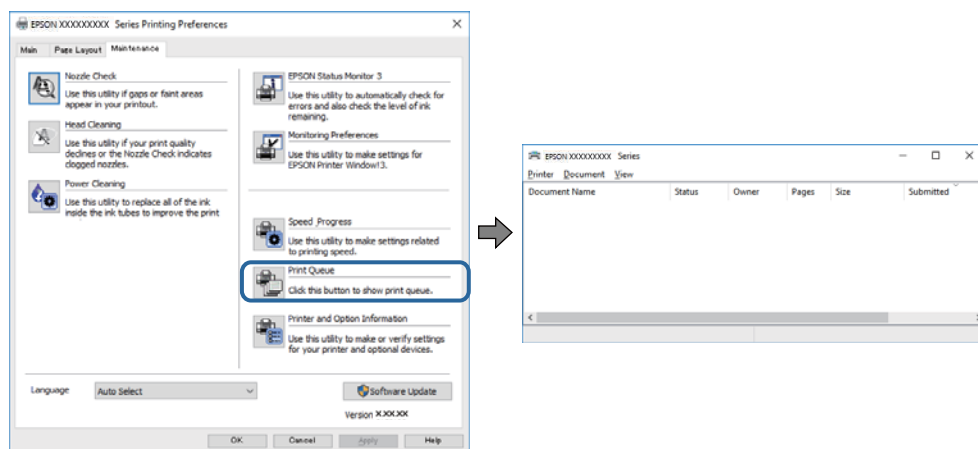 EPSON XXXXXXXXX Series Printing Preferences
Main Page Layout Maintenance
Nozzle Check
Use this utility if gaps or faint areas
appear in your printout.
Head Cleaning
Use this utility if your print quality
declines or the Nozzle Check indicates
clogged nozzles.
Power Cleaning
Use this utility to replace all of the ink
inside the ink tubes to improve the print
EPSON Status Monitor 3
Use this utility to automatically check for
errors and also check the level of ink
remaining.
Monitoring Preferences
Use this utility to make settings for
EPSON Printer Window!3.
Speed Progress
Use this utility to make settings related
to printing speed.
Print Queue
Click this button to show print queue.
Printer and Option Information
Use this utility to make or verify settings
for your printer and optional devices.
Language Auto Select
Software Update
Version X.XX.XX
OK Cancel Apply Help
EPSON XXXXXXXXX Series
Printer Document View
Document Name Status Owner Pages Size Submitted